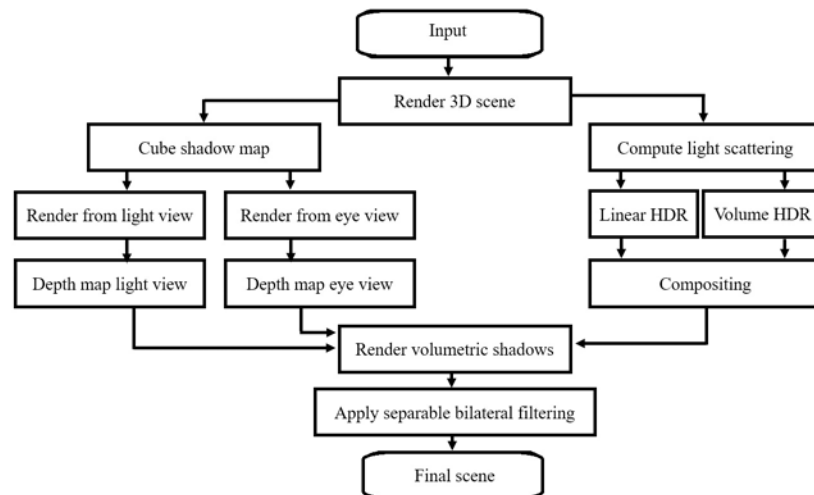 Input
Render 3D scene
Cube shadow map
Compute light scattering
Render from light view
Render from eye view
Linear HDR
Volume HDR
Depth map light view
Depth map eye view
Compositing
Render volumetric shadows
Apply separable bilateral filtering
Final scene